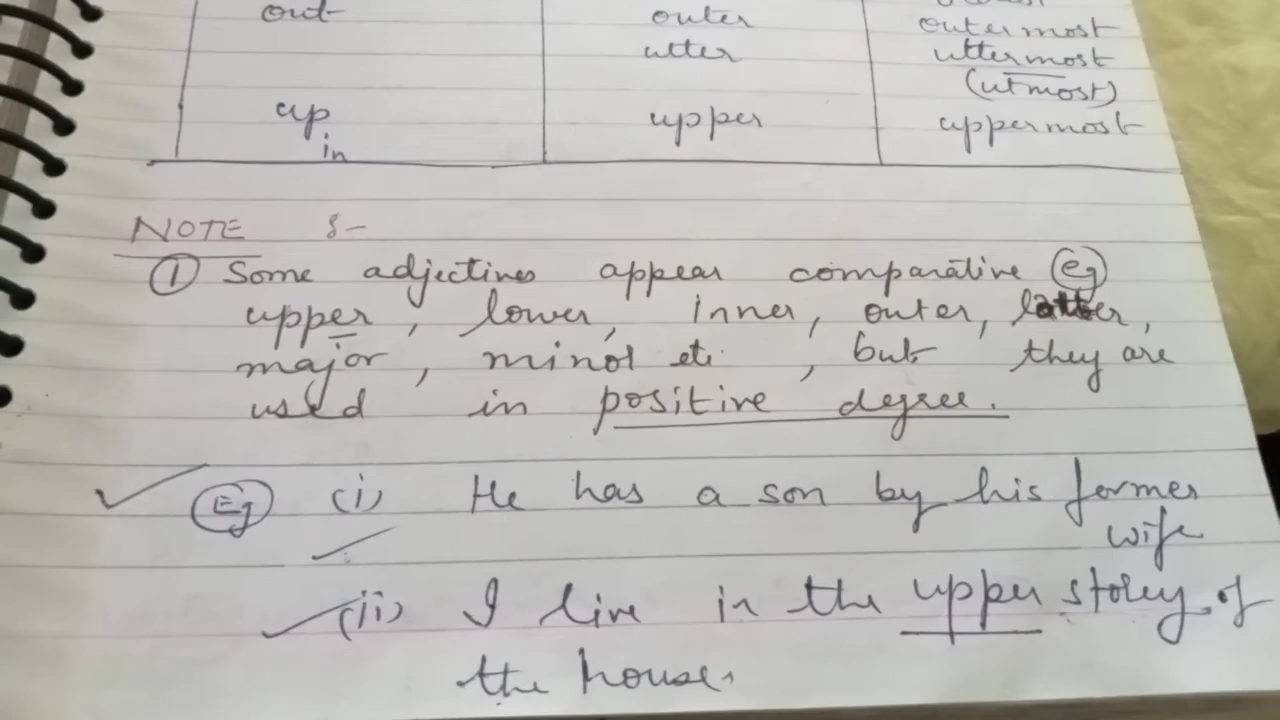 out outer outermost
utter uttermost
(utmost)
up upper uppermost
in
NOTE :-
① Some adjectives appear comparative eg
upper, lower, inner, outer, latter,
major, minor etc , but they are
used in positive degree.
Eg (i) He has a son by his former
wife
(ii) I live in the upper storey of
the house.